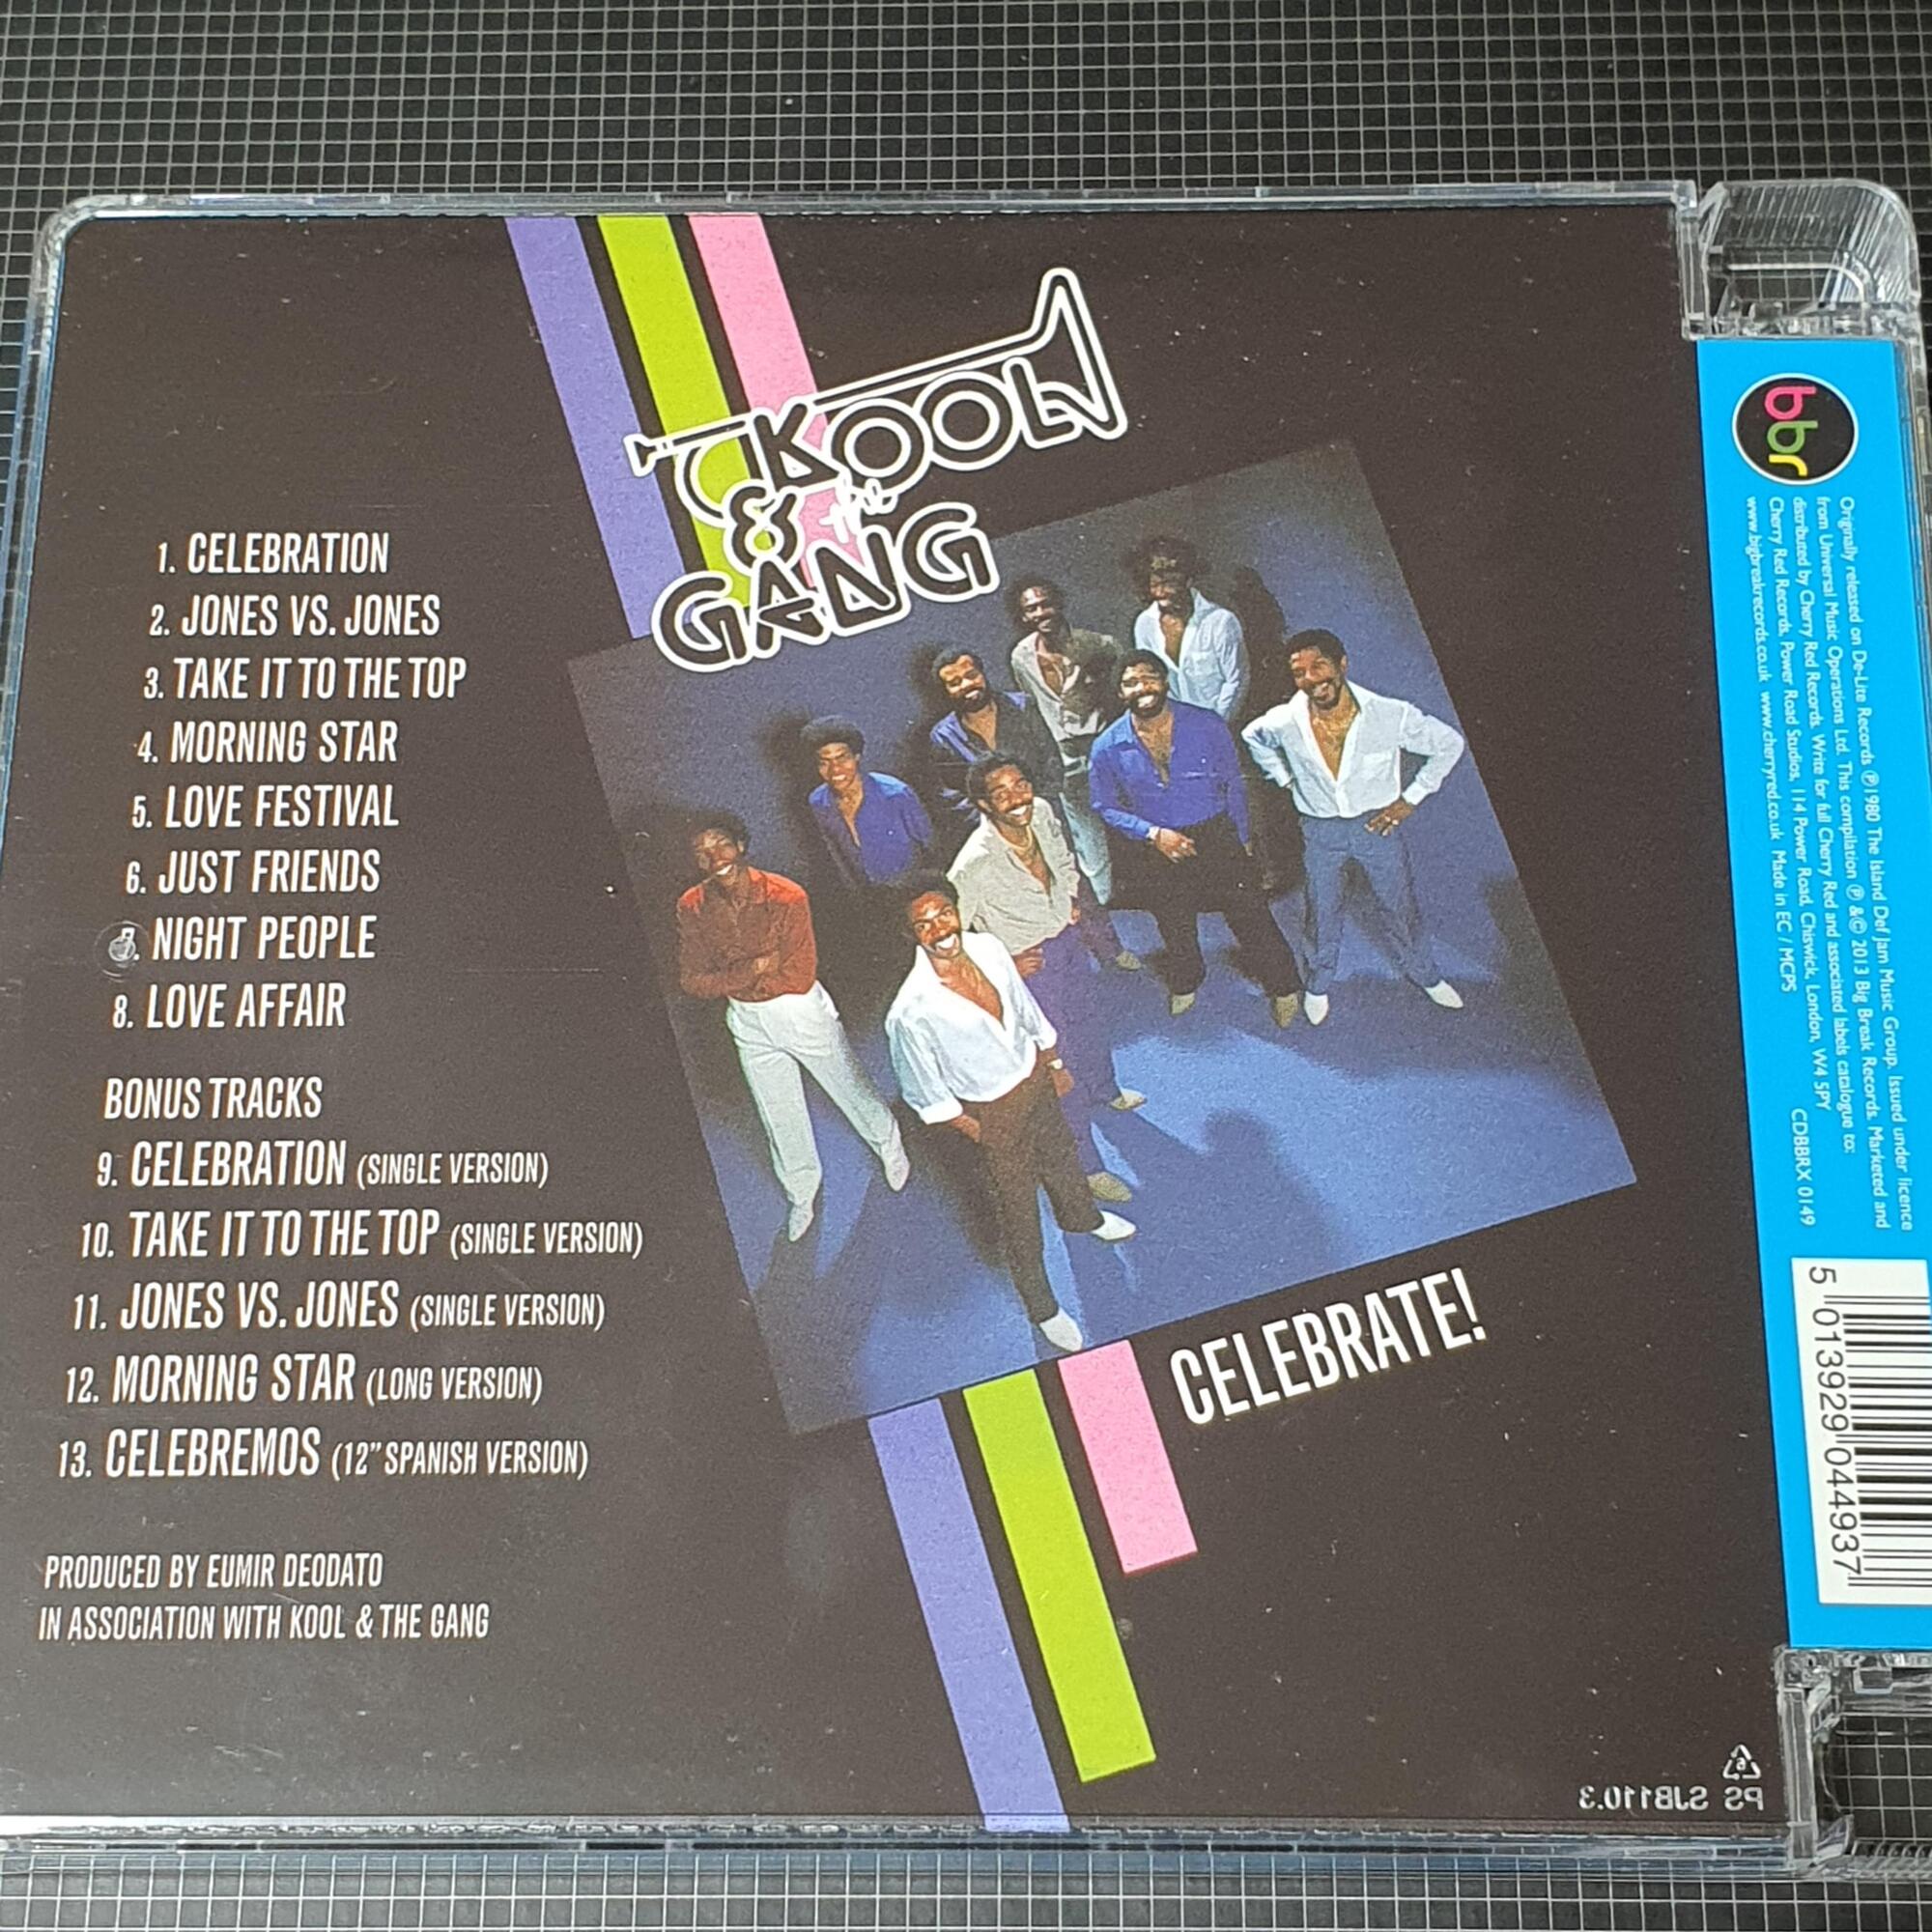 KOOL
& the
GANG
1. CELEBRATION
2. JONES VS. JONES
3. TAKE IT TO THE TOP
4. MORNING STAR
5. LOVE FESTIVAL
6. JUST FRIENDS
7. NIGHT PEOPLE
8. LOVE AFFAIR
BONUS TRACKS
9. CELEBRATION (SINGLE VERSION)
10. TAKE IT TO THE TOP (SINGLE VERSION)
11. JONES VS. JONES (SINGLE VERSION)
12. MORNING STAR (LONG VERSION)
13. CELEBREMOS (12" SPANISH VERSION)
PRODUCED BY EUMIR DEODATO
IN ASSOCIATION WITH KOOL & THE GANG
CELEBRATE!
bbr
Originally released on De-Lite Records ℗1980 The Island Def Jam Music Group. Issued under licence
from Universal Music Operations Ltd. This compilation ℗ & © 2013 Big Break Records. Marketed and
distributed by Cherry Red Records. Write for full Cherry Red and associated labels catalogue to:
Cherry Red Records, Power Road Studios, 114 Power Road, Chiswick, London, W4 5PY
www.bigbreakrecords.co.uk www.cherryred.co.uk Made in EC / MCPS
CDBBRX 0149
5 013929 044937
6
PS SJB110.3